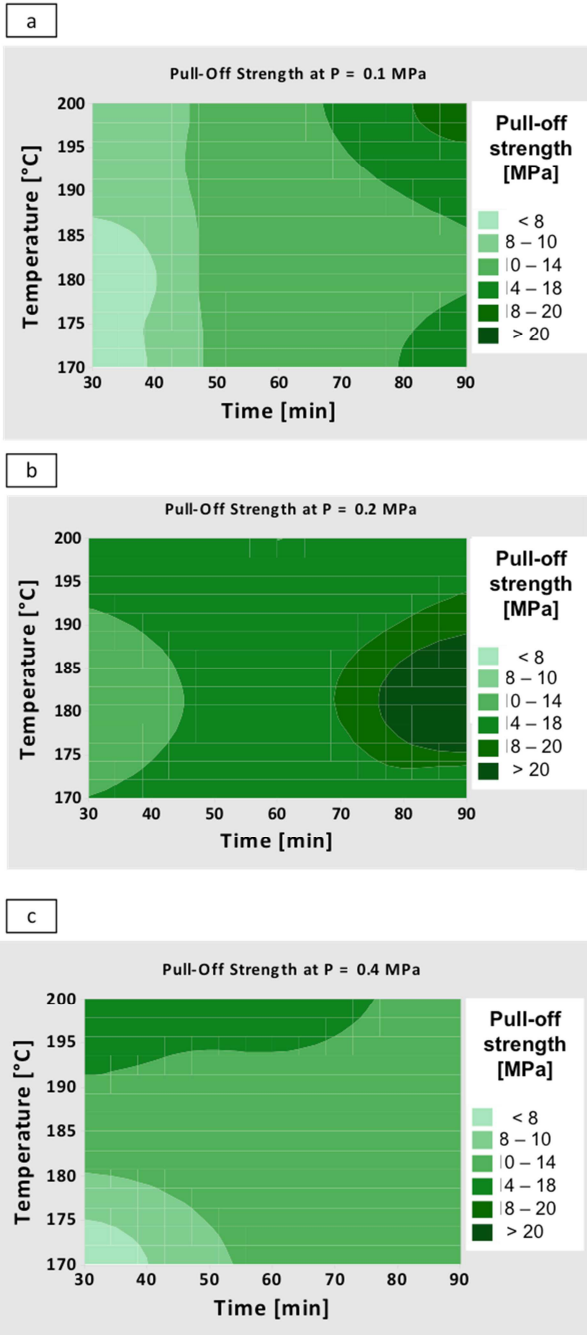 a
Pull-Off Strength at P = 0.1 MPa
Pull-off
strength
[MPa]
< 8
8 – 10
10 – 14
14 – 18
18 – 20
> 20
Temperature [°C]
200
195
190
185
180
175
170
30 40 50 60 70 80 90
Time [min]
b
Pull-Off Strength at P = 0.2 MPa
Pull-off
strength
[MPa]
< 8
8 – 10
10 – 14
14 – 18
18 – 20
> 20
Temperature [°C]
200
195
190
185
180
175
170
30 40 50 60 70 80 90
Time [min]
c
Pull-Off Strength at P = 0.4 MPa
Pull-off
strength
[MPa]
< 8
8 – 10
10 – 14
14 – 18
18 – 20
> 20
Temperature [°C]
200
195
190
185
180
175
170
30 40 50 60 70 80 90
Time [min]